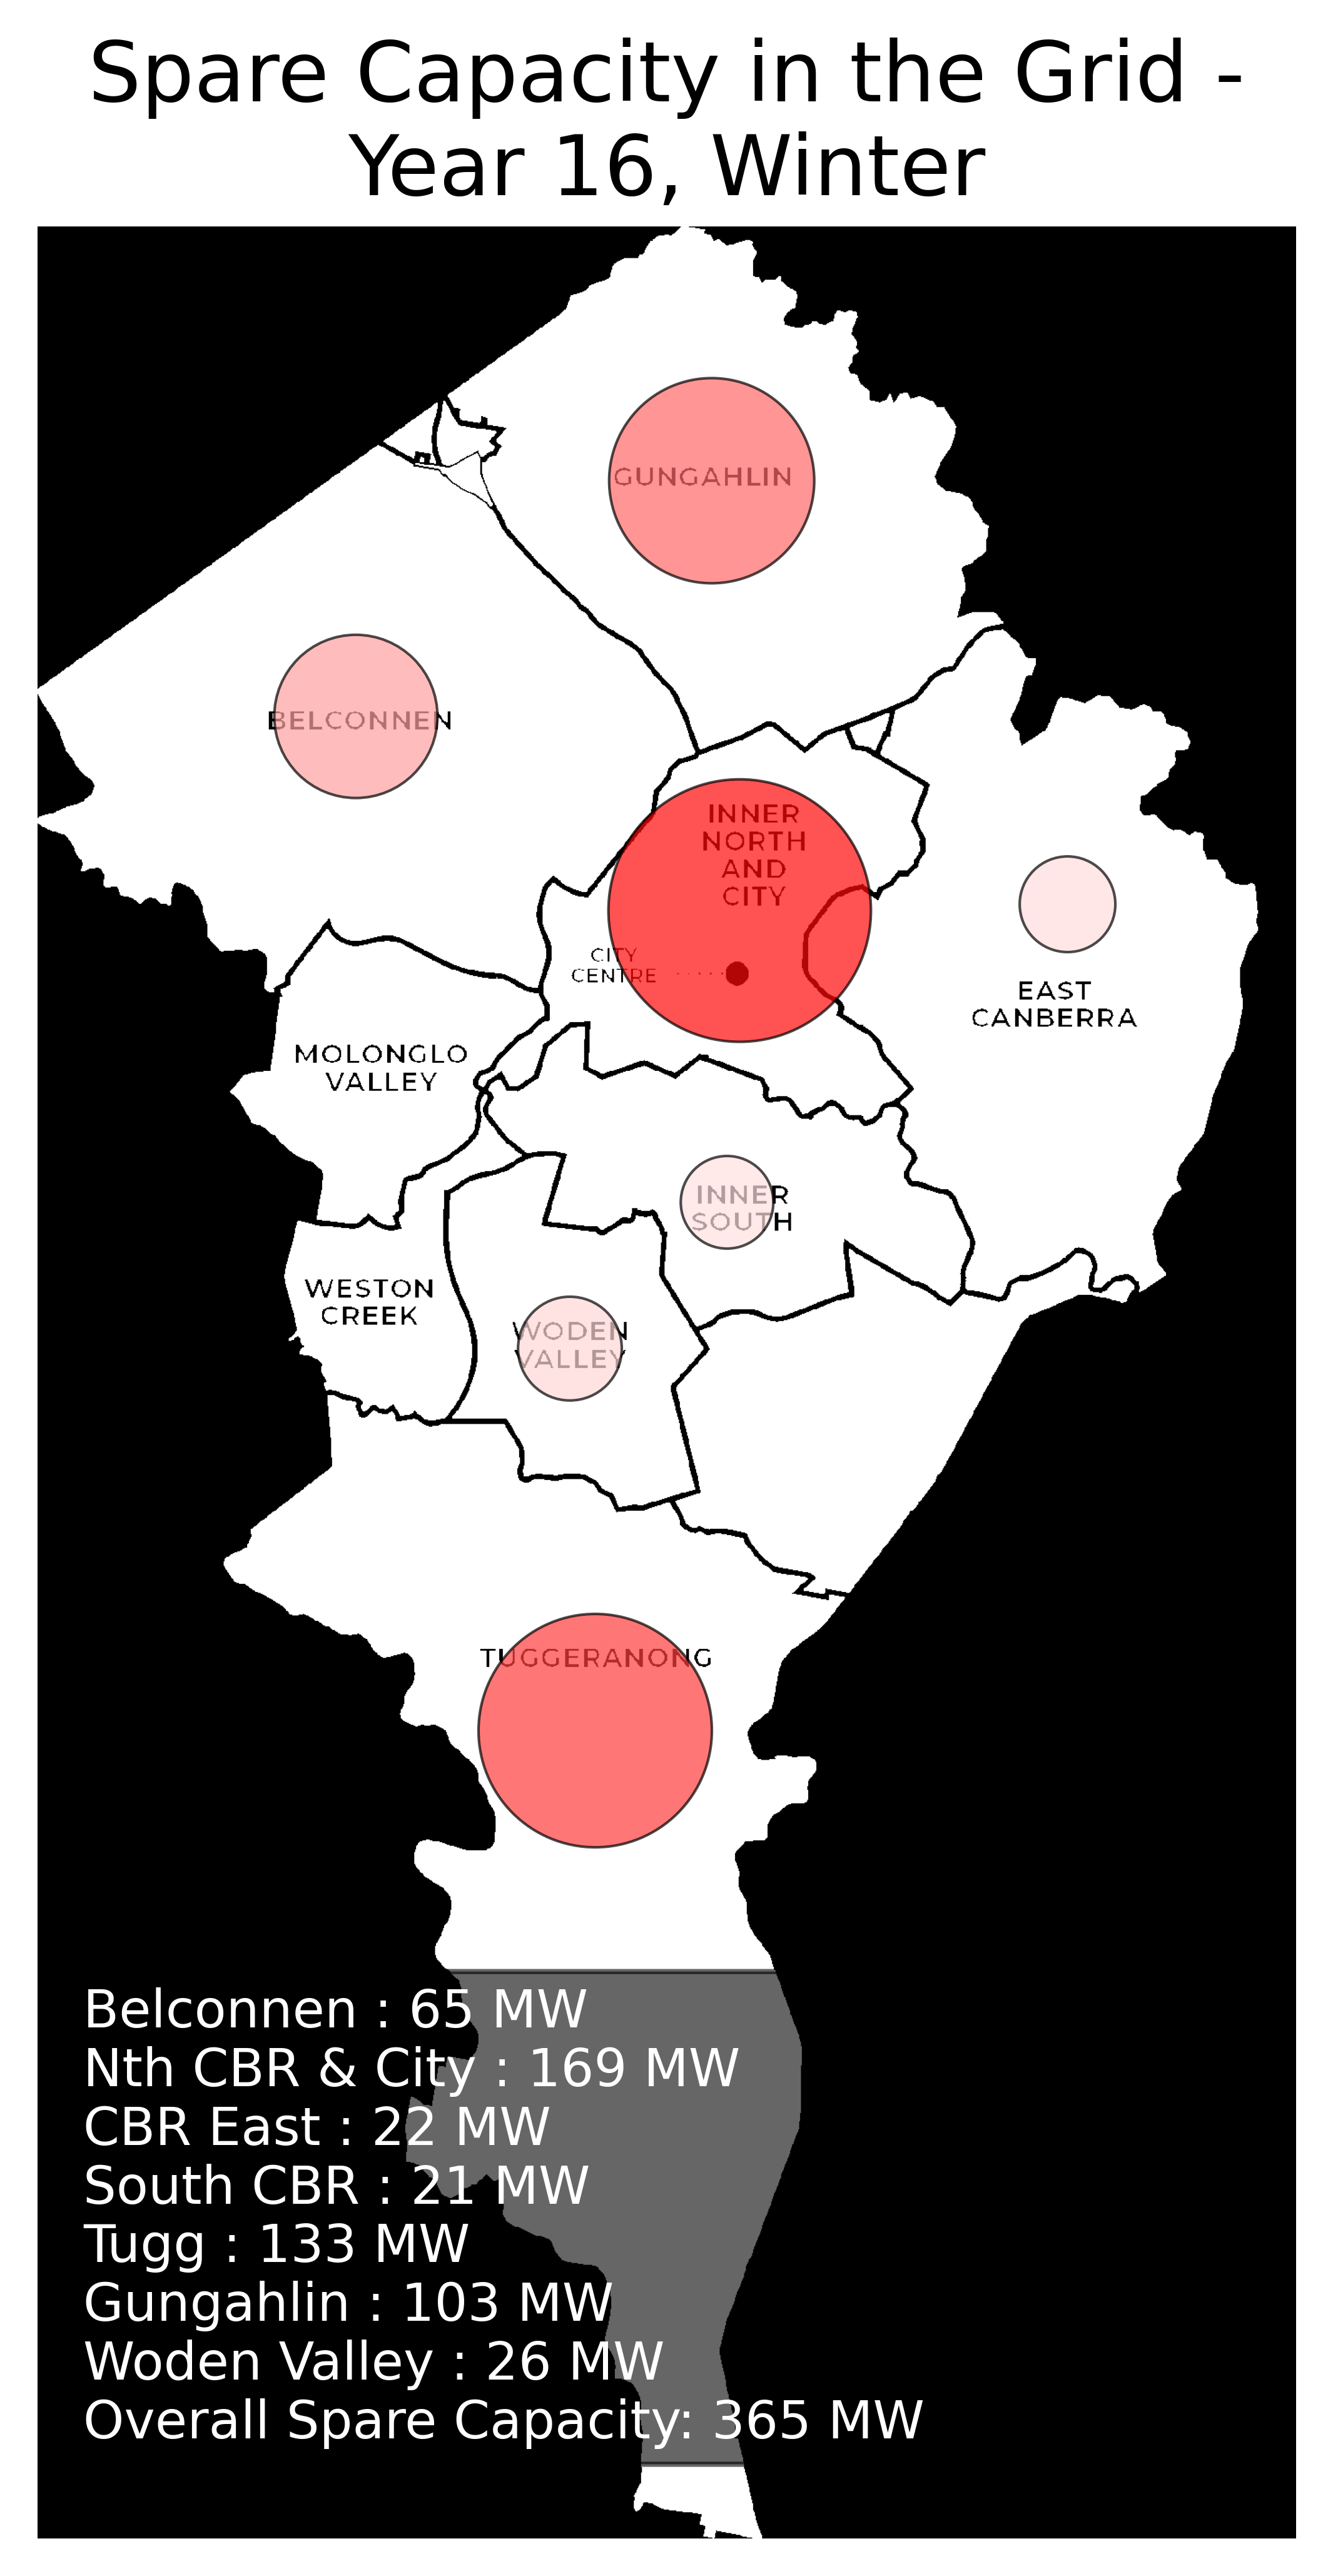 Spare Capacity in the Grid -
Year 16, Winter
GUNGAHLIN
BELCONNEN
INNER
NORTH
AND
CITY
CITY
CENTRE
EAST
CANBERRA
MOLONGLO
VALLEY
INNER
SOUTH
WESTON
CREEK
WODEN
VALLEY
TUGGERANONG
Belconnen : 65 MW
Nth CBR & City : 169 MW
CBR East : 22 MW
South CBR : 21 MW
Tugg : 133 MW
Gungahlin : 103 MW
Woden Valley : 26 MW
Overall Spare Capacity: 365 MW